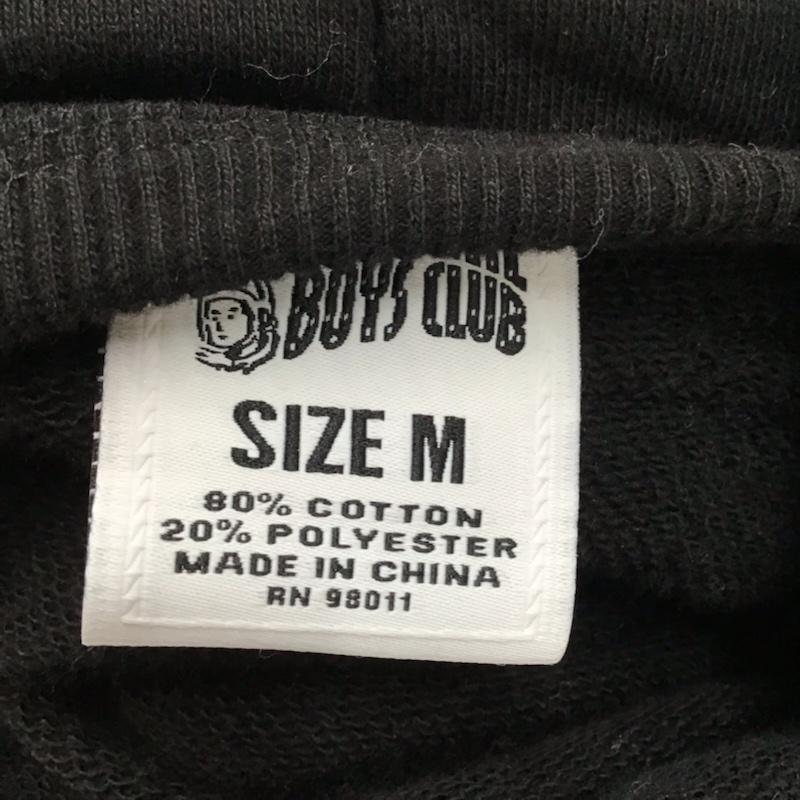 BOYS CLUB
SIZE M
80% COTTON
20% POLYESTER
MADE IN CHINA
RN 98011